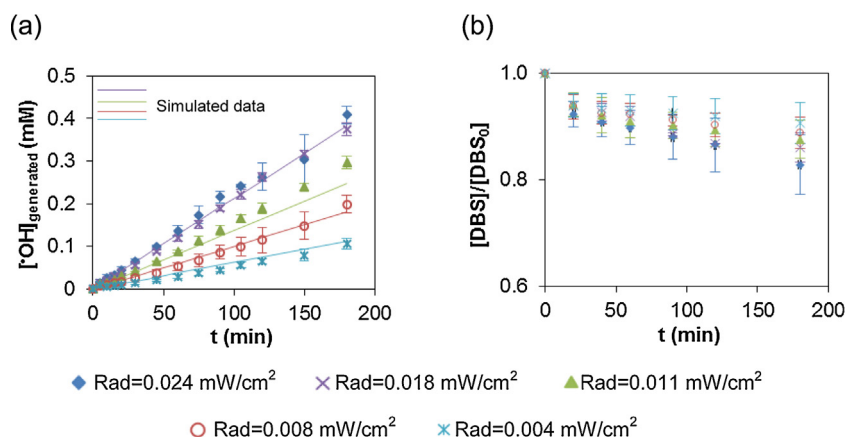 (a)
(b)
0.5
0.4
0.3
0.2
0.1
0
Simulated data
[•OH]generated (mM)
0 50 100 150 200
t (min)
1.0
0.8
0.6
[DBS]/[DBS0]
0 50 100 150 200
t (min)
Rad=0.024 mW/cm² Rad=0.018 mW/cm² Rad=0.011 mW/cm²
Rad=0.008 mW/cm² Rad=0.004 mW/cm²